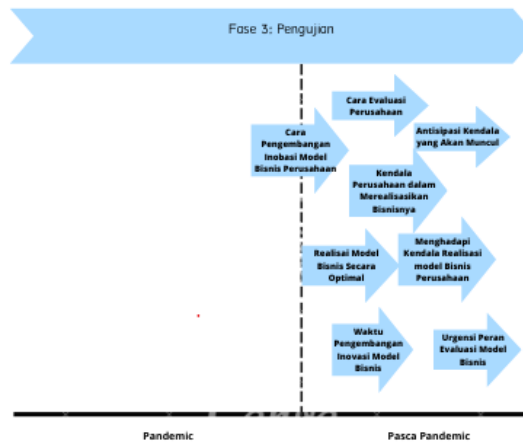 Fase 3: Pengujian
Cara Evaluasi
Perusahaan
Cara
Pengembangan
Inobasi Model
Bisnis Perusahaan
Antisipasi Kendala
yang Akan Muncul
Kendala
Perusahaan dalam
Merealisasikan
Bisnisnya
Realisai Model
Bisnis Secara
Optimal
Menghadapi
Kendala Realisasi
model Bisnis
Perusahaan
Waktu
Pengembangan
Inovasi Model
Bisnis
Urgensi Peran
Evaluasi Model
Bisnis
Pandemic
Pasca Pandemic